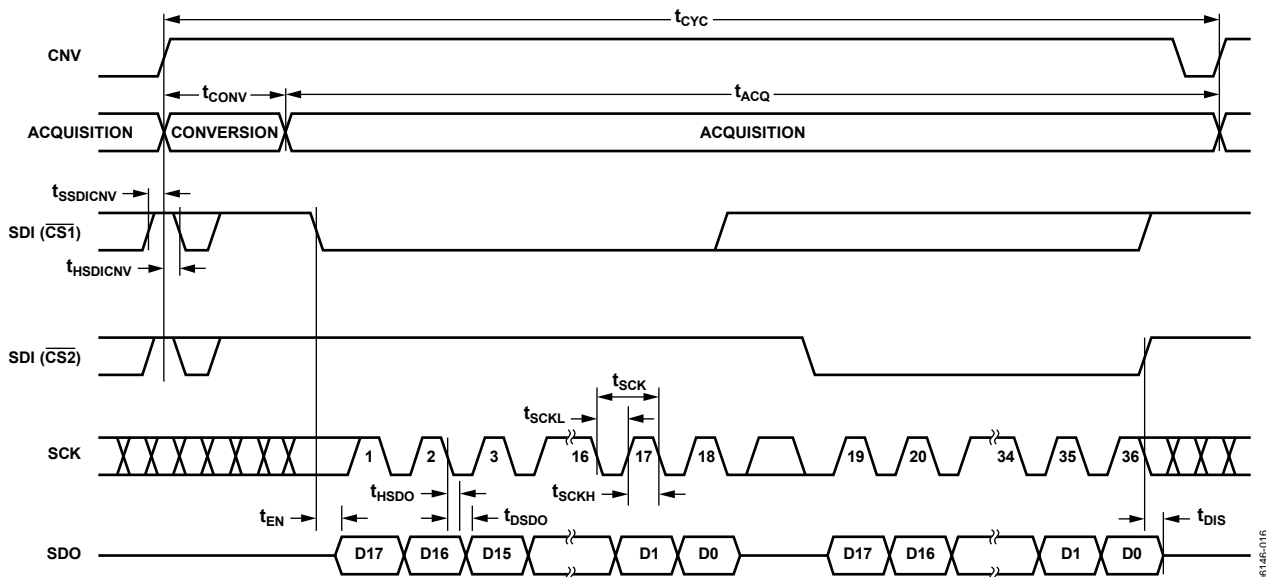 tCYC
CNV
tCONV
tACQ
ACQUISITION CONVERSION ACQUISITION
tSSDICNV
SDI (CS1)
tHSDICNV
SDI (CS2)
tSCK
tSCKL
SCK 1 2 3 16 17 18 19 20 34 35 36
tHSDO tSCKH
tEN tDSDO tDIS
SDO D17 D16 D15 D1 D0 D17 D16 D1 D0